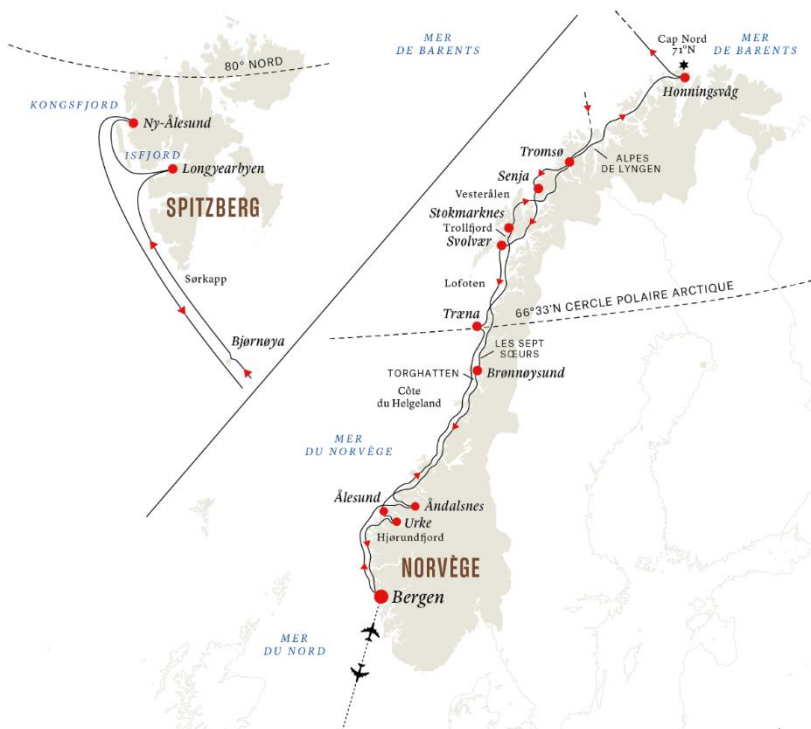 MER
DE BARENTS
Cap Nord
71°N
MER
DE BARENTS
80° NORD
Honningsvåg
KONGSFJORD
Ny-Ålesund
ISFJORD
Longyearbyen
SPITZBERG
Tromsø
ALPES
DE LYNGEN
Senja
Vesterålen
Stokmarknes
Trollfjord
Svolvær
Sørkapp
Lofoten
66°33'N CERCLE POLAIRE ARCTIQUE
Træna
Bjørnøya
LES SEPT
SŒURS
TORGHATTEN
Brønnøysund
Côte
du Helgeland
MER
DU NORVÈGE
Ålesund
Åndalsnes
Urke
Hjørundfjord
NORVÈGE
Bergen
MER
DU NORD